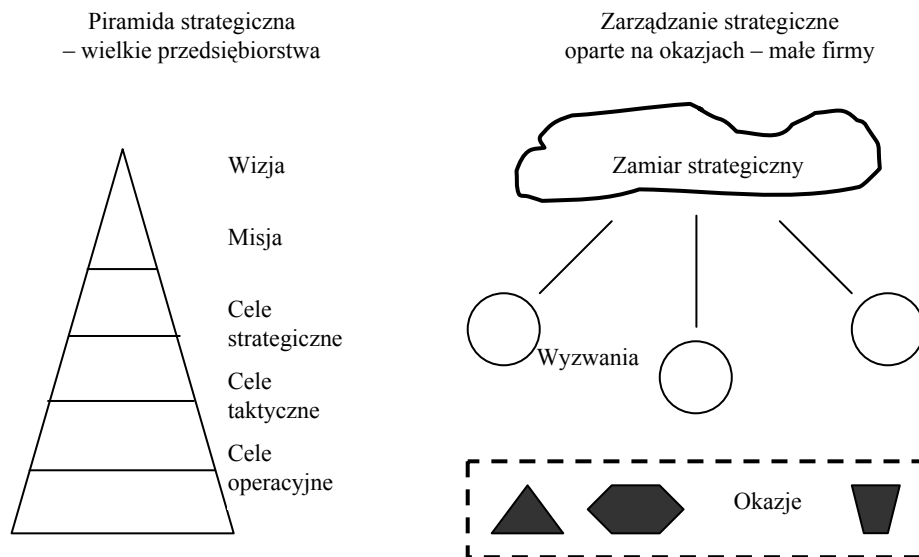 Piramida strategiczna
– wielkie przedsiębiorstwa
Zarządzanie strategiczne
oparte na okazjach – małe firmy
Wizja
Misja
Cele
strategiczne
Cele
taktyczne
Cele
operacyjne
Zamiar strategiczny
Wyzwania
Okazje